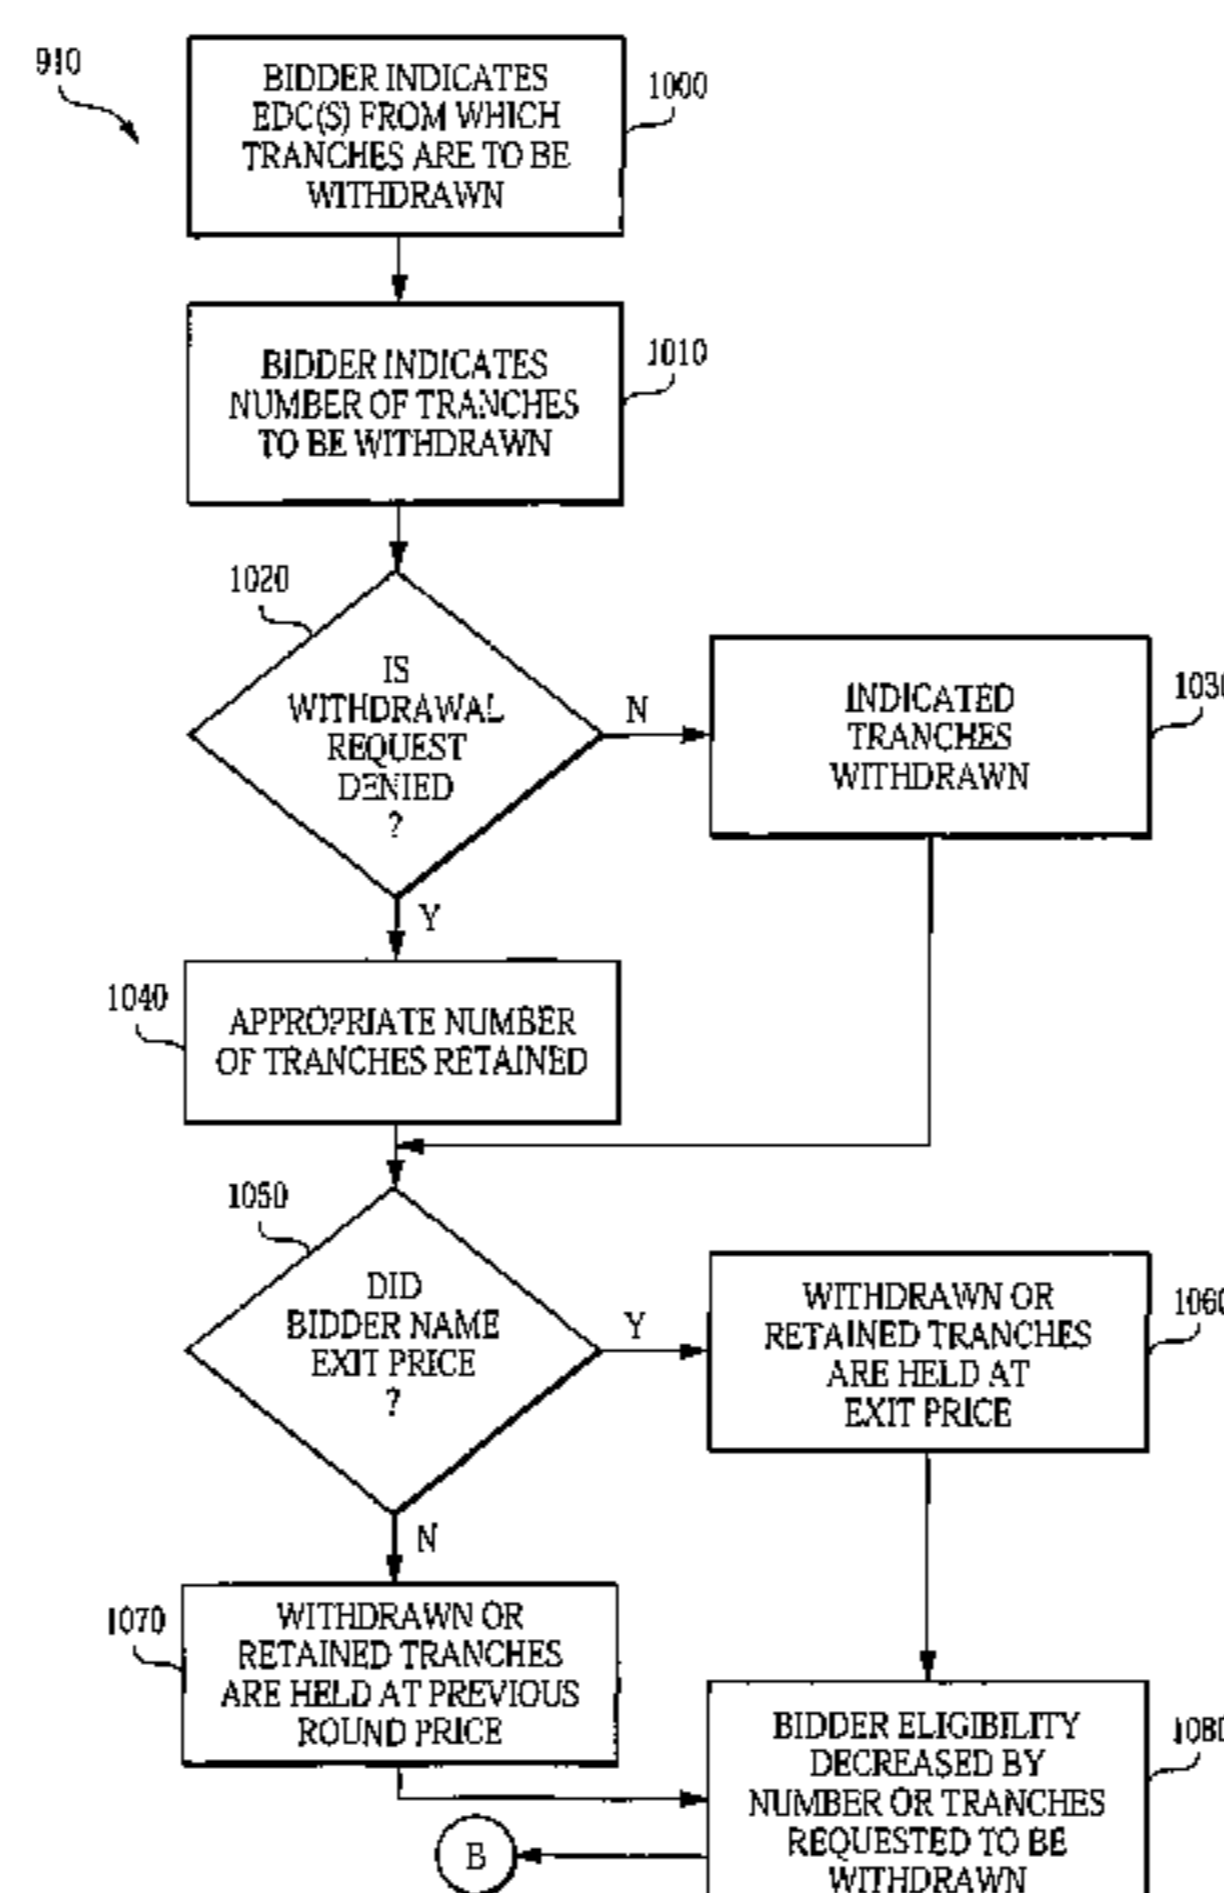 910
BIDDER INDICATES
EDC(S) FROM WHICH
TRANCHES ARE TO BE
WITHDRAWN
1000
BIDDER INDICATES
NUMBER OF TRANCHES
TO BE WITHDRAWN
1010
1020
IS
WITHDRAWAL
REQUEST
DENIED
?
N
INDICATED
TRANCHES
WITHDRAWN
1030
Y
1040
APPROPRIATE NUMBER
OF TRANCHES RETAINED
1050
DID
BIDDER NAME
EXIT PRICE
?
Y
WITHDRAWN OR
RETAINED TRANCHES
ARE HELD AT
EXIT PRICE
1060
N
1070
WITHDRAWN OR
RETAINED TRANCHES
ARE HELD AT PREVIOUS
ROUND PRICE
BIDDER ELIGIBILITY
DECREASED BY
NUMBER OR TRANCHES
REQUESTED TO BE
WITHDRAWN
1080
B